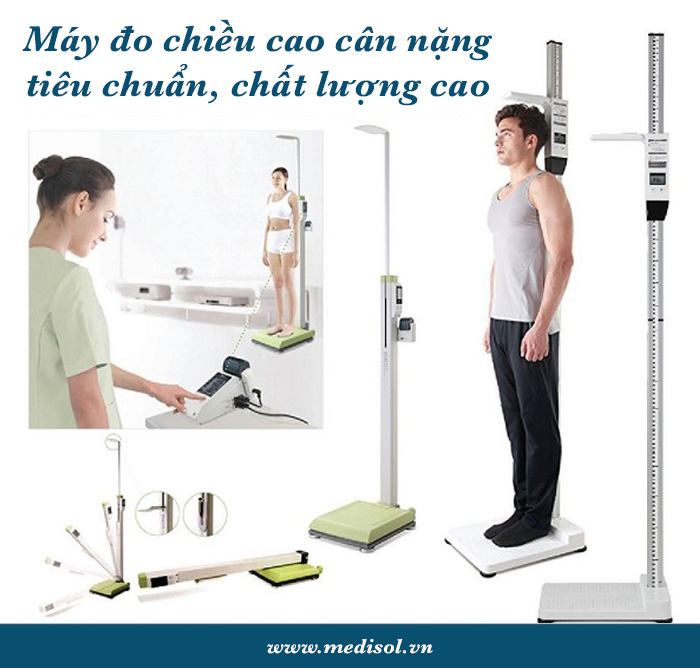 Máy đo chiều cao cân nặng
tiêu chuẩn, chất lượng cao
www.medisol.vn